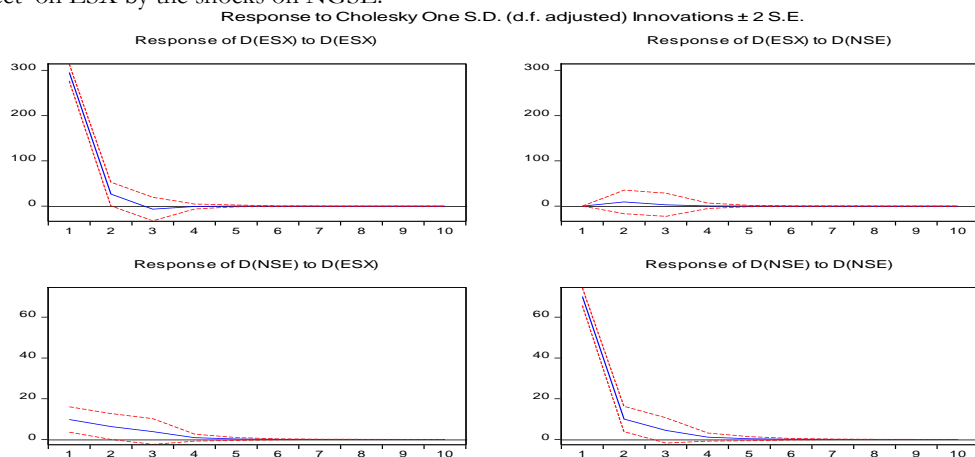 on ESX by the shocks on NGSE.
Response to Cholesky One S.D. (d.f. adjusted) Innovations ± 2 S.E.
Response of D(ESX) to D(ESX)
300
200
100
0
1 2 3 4 5 6 7 8 9 10
Response of D(ESX) to D(NSE)
300
200
100
0
1 2 3 4 5 6 7 8 9 10
Response of D(NSE) to D(ESX)
60
40
20
0
1 2 3 4 5 6 7 8 9 10
Response of D(NSE) to D(NSE)
60
40
20
0
1 2 3 4 5 6 7 8 9 10